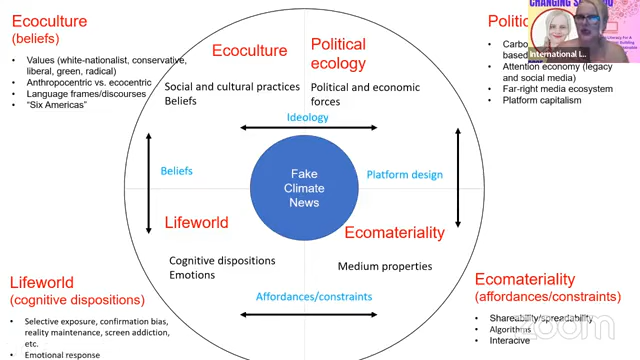 Ecoculture
(beliefs)
• Values (white-nationalist, conservative,
liberal, green, radical)
• Anthropocentric vs. ecocentric
• Language frames/discourses
• "Six Americas"
Ecoculture
Social and cultural practices
Beliefs
Political
ecology
Political and economic
forces
Ideology
Beliefs
Fake
Climate
News
Platform design
Lifeworld
Cognitive dispositions
Emotions
Ecomateriality
Medium properties
Affordances/constraints
CHANGING
International L...
• Attention economy (legacy
and social media)
• Far-right media ecosystem
• Platform capitalism
Lifeworld
(cognitive dispositions)
• Selective exposure, confirmation bias,
reality maintenance, screen addiction,
etc.
• Emotional response
Ecomateriality
(affordances/constraints)
• Shareability/spreadability
• Algorithms
• Interacive
zoom